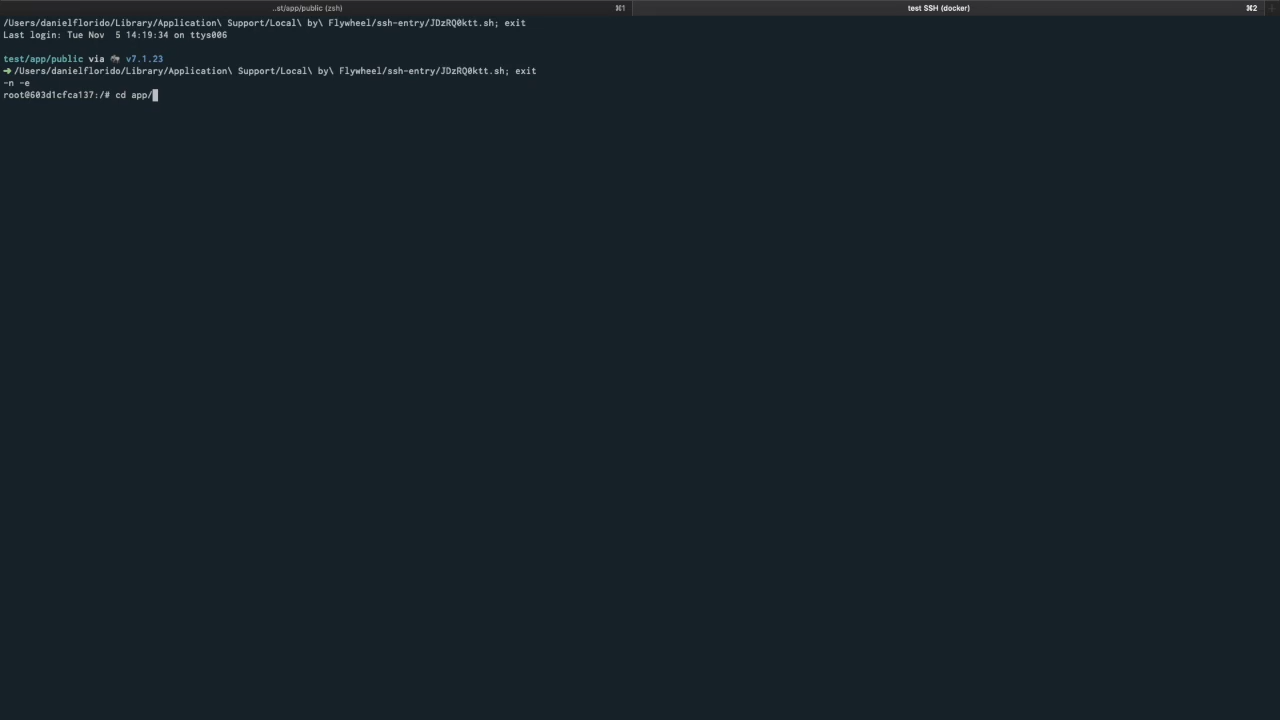 ..st/app/public (zsh) ⌘1 test SSH (docker) ⌘2
/Users/danielflorido/Library/Application\ Support/Local\ by\ Flywheel/ssh-entry/JDzRQ0ktt.sh; exit
Last login: Tue Nov  5 14:19:34 on ttys006
test/app/public via 🐘 v7.1.23
➜ /Users/danielflorido/Library/Application\ Support/Local\ by\ Flywheel/ssh-entry/JDzRQ0ktt.sh; exit
-n -e
root@603d1cfca137:/# cd app/